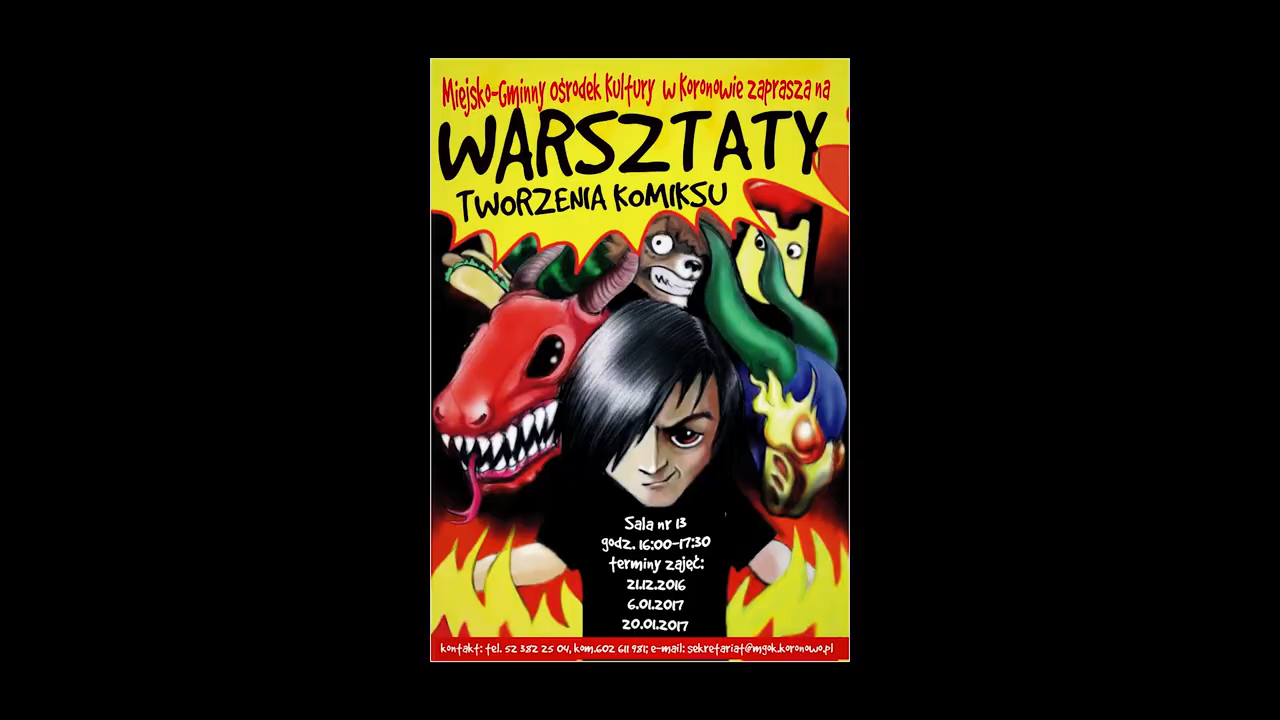 Miejsko-Gminny ośrodek Kultury w Koronowie zaprasza na
WARSZTATY
TWORZENIA KOMIKSU
Sala nr 13
godz. 16:00-17:30
terminy zajęć:
21.12.2016
6.01.2017
20.01.2017
kontakt: tel. 52 382 25 04, kom.602 611 981; e-mail: sekretariat@mgok.koronowo.pl